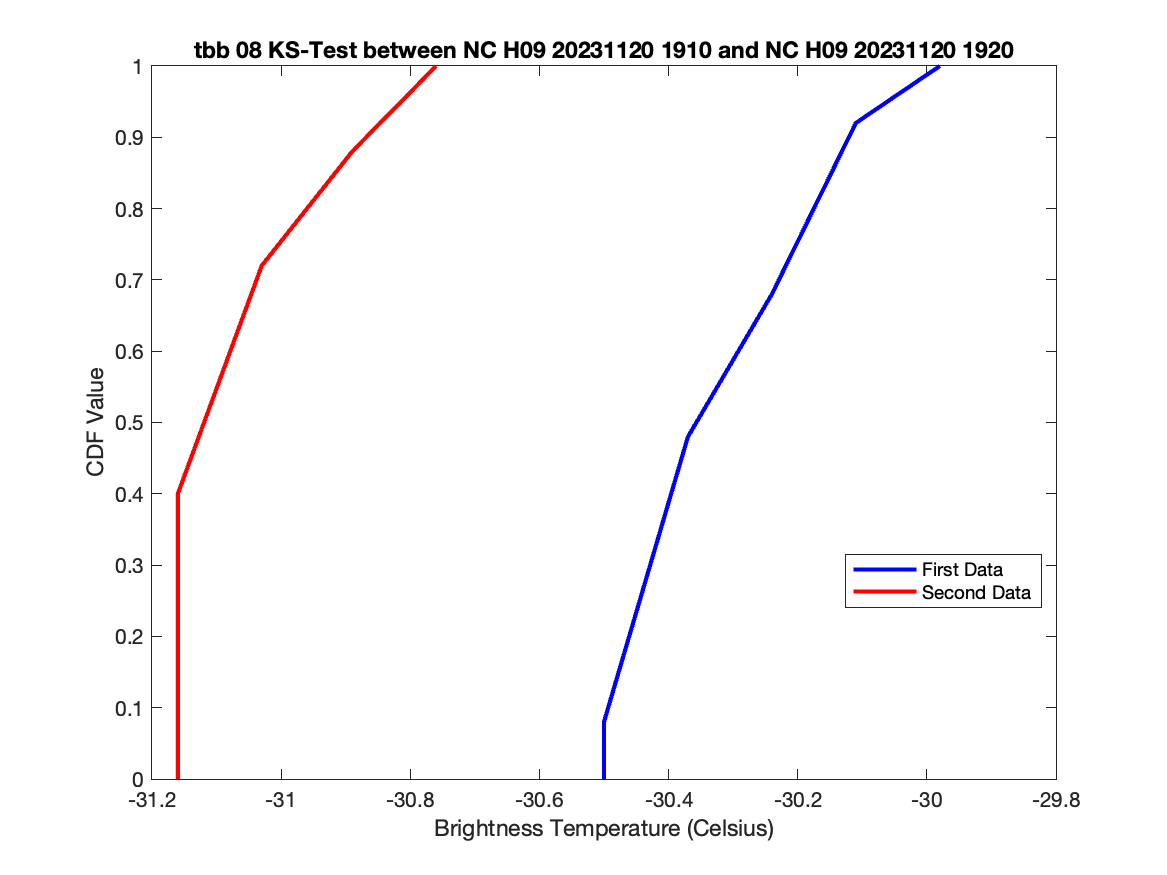 tbb 08 KS-Test between NC H09 20231120 1910 and NC H09 20231120 1920
1
0.9
0.8
0.7
0.6
0.5
0.4
0.3
0.2
0.1
0
CDF Value
First Data
Second Data
-31.2 -31 -30.8 -30.6 -30.4 -30.2 -30 -29.8
Brightness Temperature (Celsius)